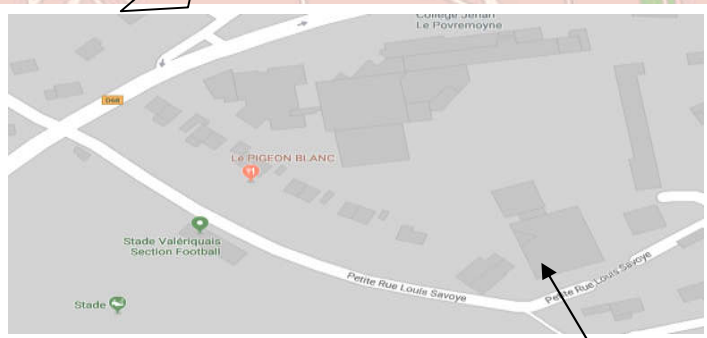 Collège Jehan
Le Povremoyne
D68
Le PIGEON BLANC
Stade Valériquais
Section Football
Petite Rue Louis Savoye
Petite Rue Louis Savoye
Stade